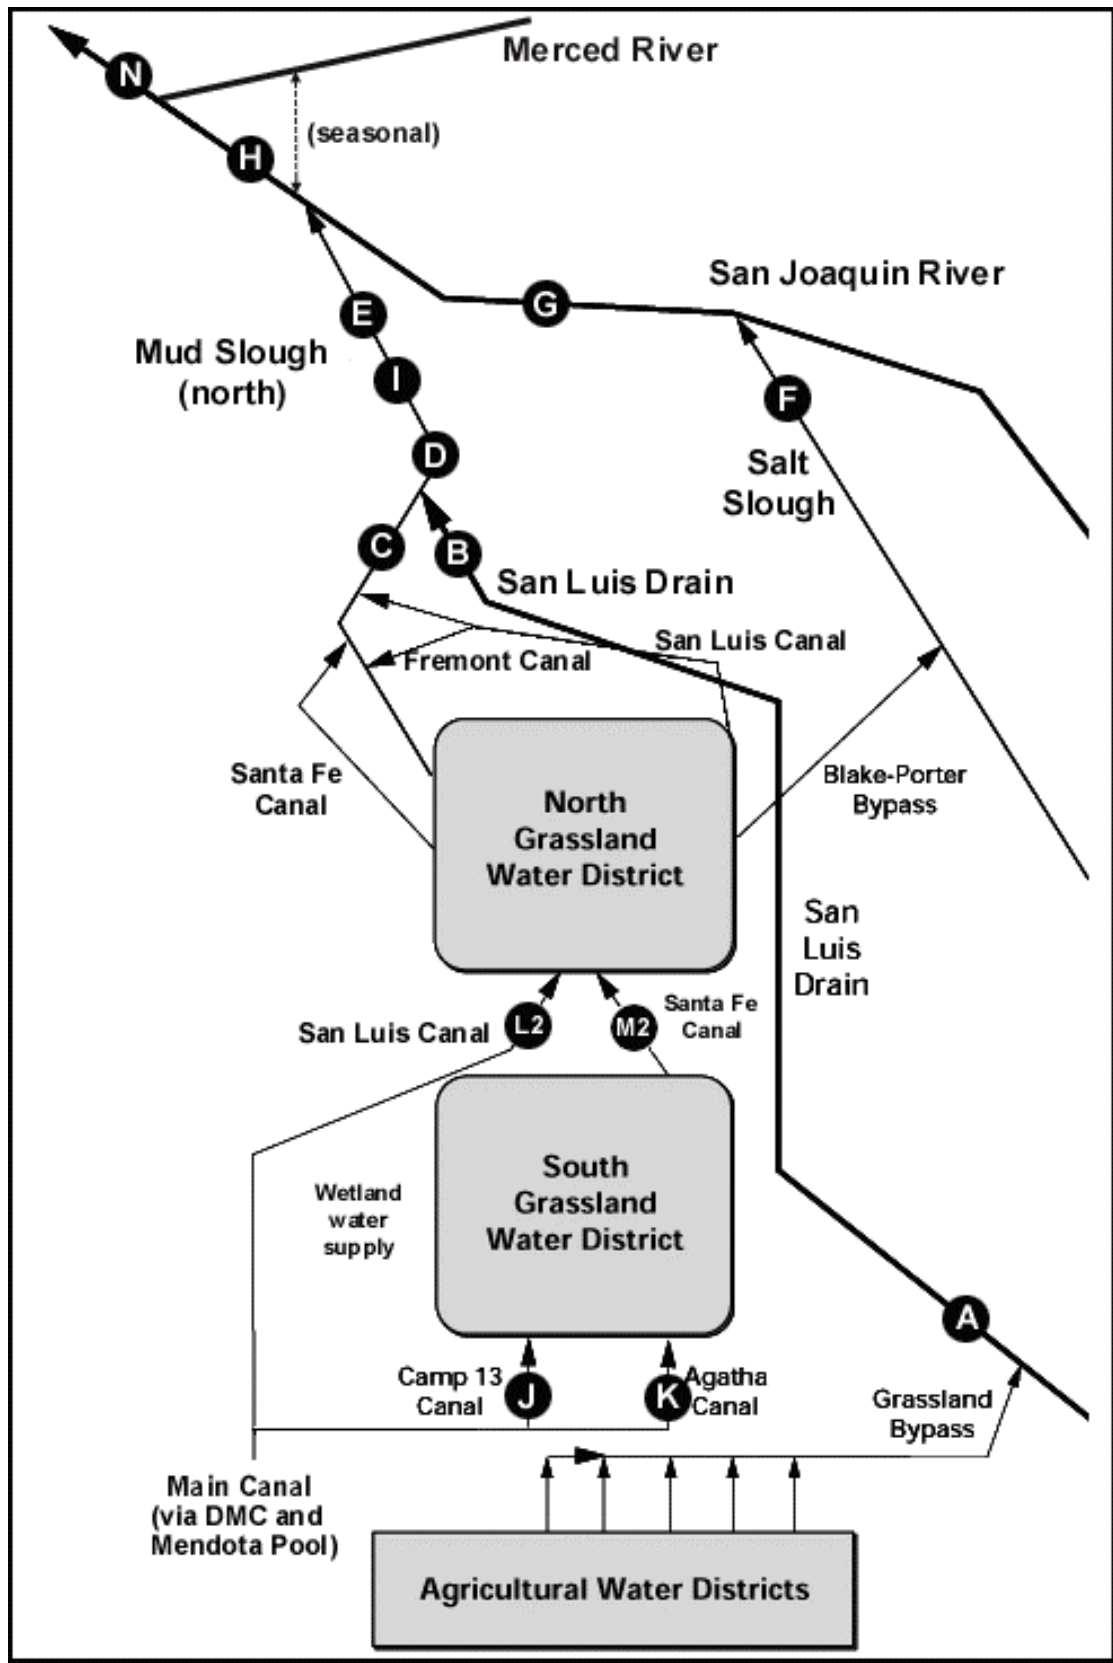 Merced River
N
(seasonal)
H
San Joaquin River
G
E
Mud Slough
(north)
I
F
D
Salt
Slough
C
B
San Luis Drain
San Luis Canal
Fremont Canal
Santa Fe
Canal
Blake-Porter
Bypass
North
Grassland
Water District
San
Luis
Drain
San Luis Canal
L2
M2
Santa Fe
Canal
South
Grassland
Water District
Wetland
water
supply
A
Camp 13
Canal
J
K
Agatha
Canal
Grassland
Bypass
Main Canal
(via DMC and
Mendota Pool)
Agricultural Water Districts